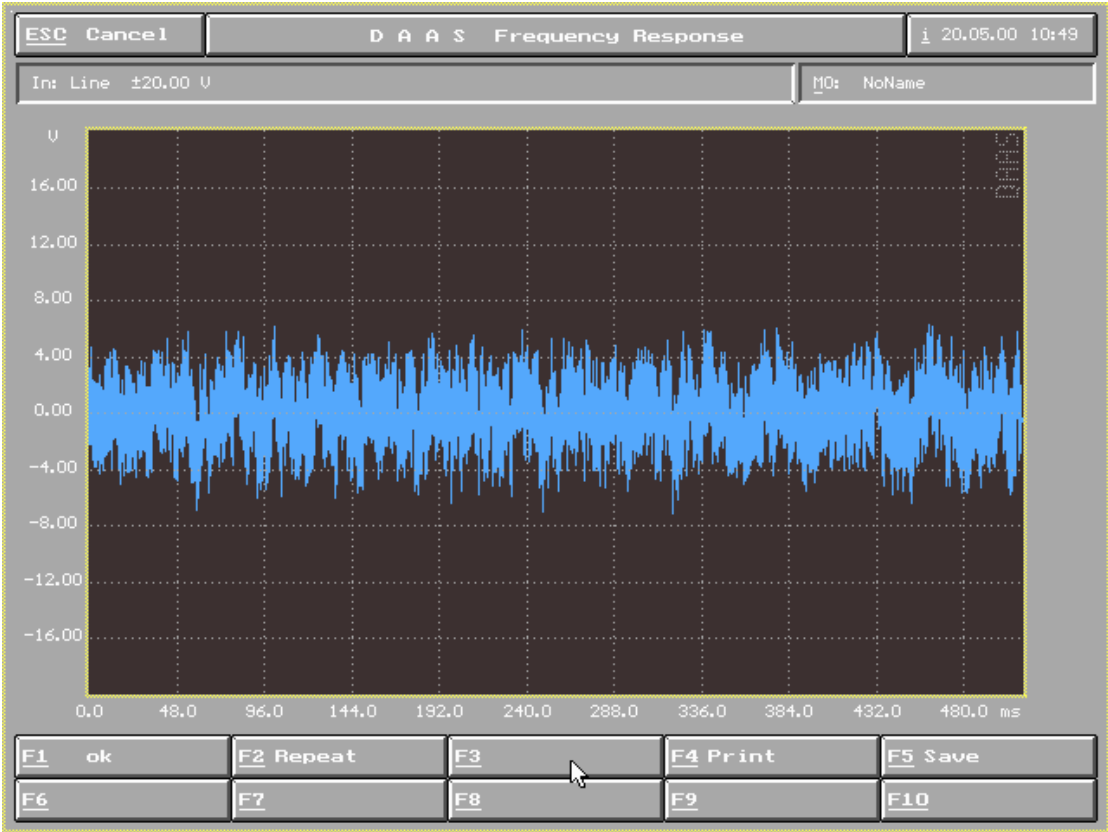 ESC Cancel
D A A S Frequency Response
i 20.05.00 10:49
In: Line ±20.00 V
MO: NoName
V
DAAS
16.00
12.00
8.00
4.00
0.00
-4.00
-8.00
-12.00
-16.00
0.0 48.0 96.0 144.0 192.0 240.0 288.0 336.0 384.0 432.0 480.0 ms
F1 ok
F2 Repeat
F3
F4 Print
F5 Save
F6
F7
F8
F9
F10